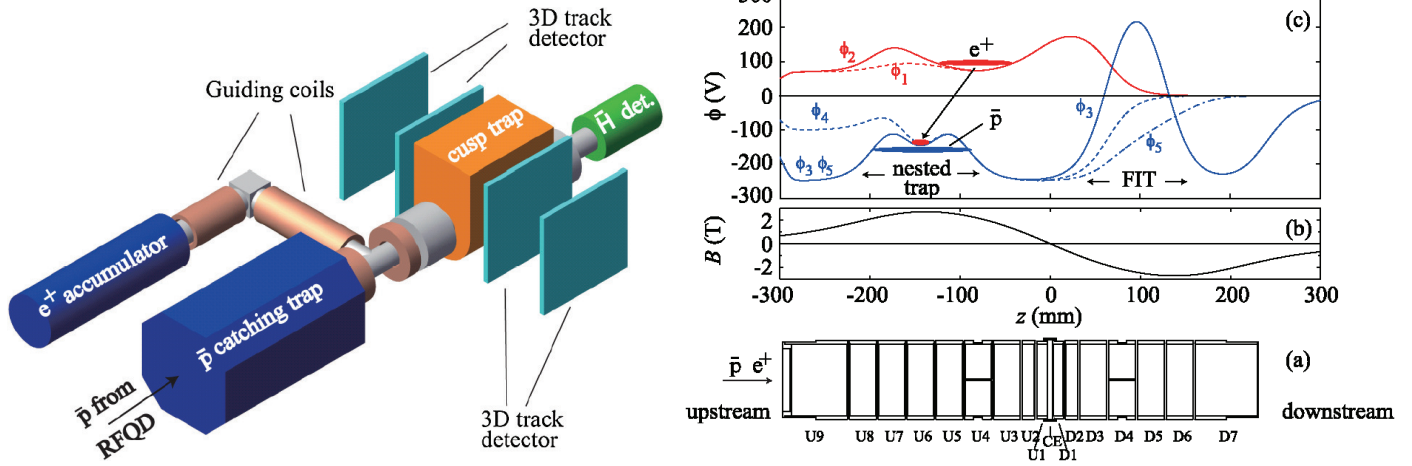 3D track
detector
Guiding coils
cusp trap
H̄ det.
e⁺ accumulator
p̄ catching trap
p̄ from
RFQD
3D track
detector
200
100
0
-100
-200
-300
ϕ (V)
(c)
ϕ₂
ϕ₁
e⁺
ϕ₄
p̄
ϕ₃
ϕ₅
ϕ₃ ϕ₅
nested
trap
FIT
2
0
-2
B (T)
(b)
-300 -200 -100 0 100 200 300
z (mm)
p̄ e⁺
(a)
upstream
downstream
U9 U8 U7 U6 U5 U4 U3 U2 CE D2 D3 D4 D5 D6 D7
U1 D1